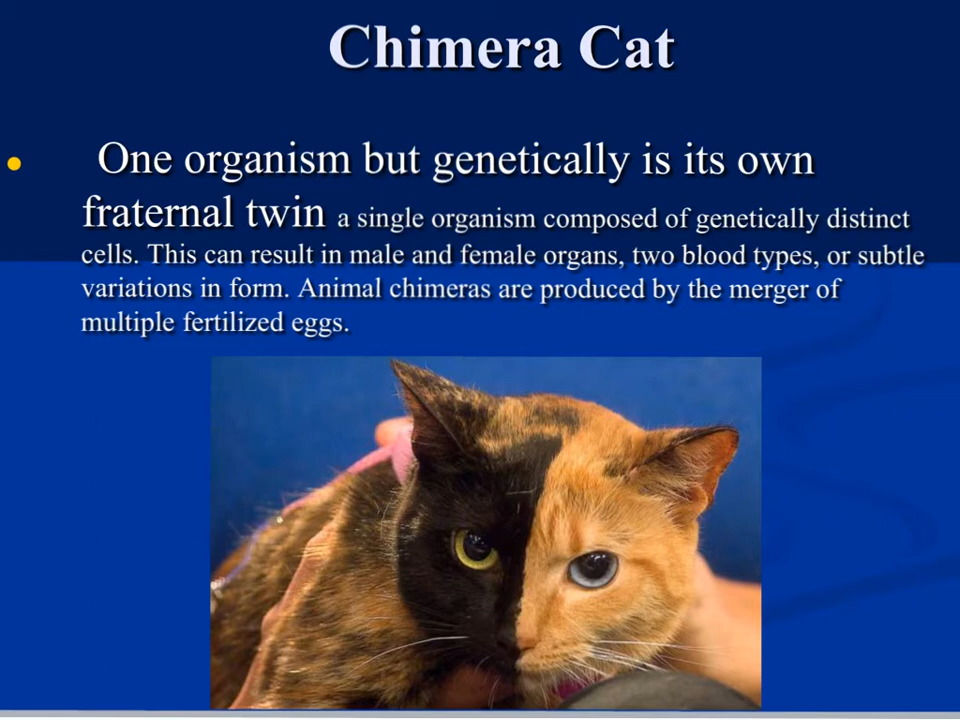 Chimera Cat
One organism but genetically is its own
fraternal twin a single organism composed of genetically distinct
cells. This can result in male and female organs, two blood types, or subtle
variations in form. Animal chimeras are produced by the merger of
multiple fertilized eggs.